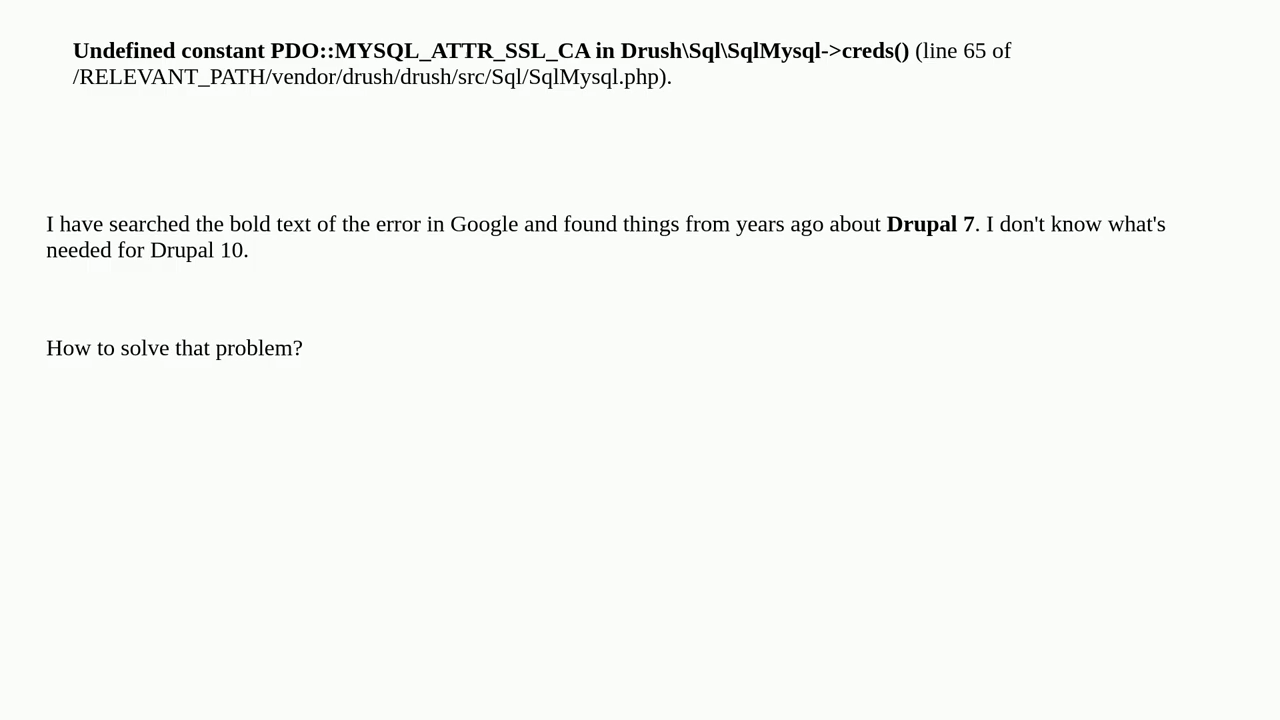 Undefined constant PDO::MYSQL_ATTR_SSL_CA in Drush\Sql\SqlMysql->creds() (line 65 of
/RELEVANT_PATH/vendor/drush/drush/src/Sql/SqlMysql.php).
I have searched the bold text of the error in Google and found things from years ago about Drupal 7. I don't know what's
needed for Drupal 10.
How to solve that problem?